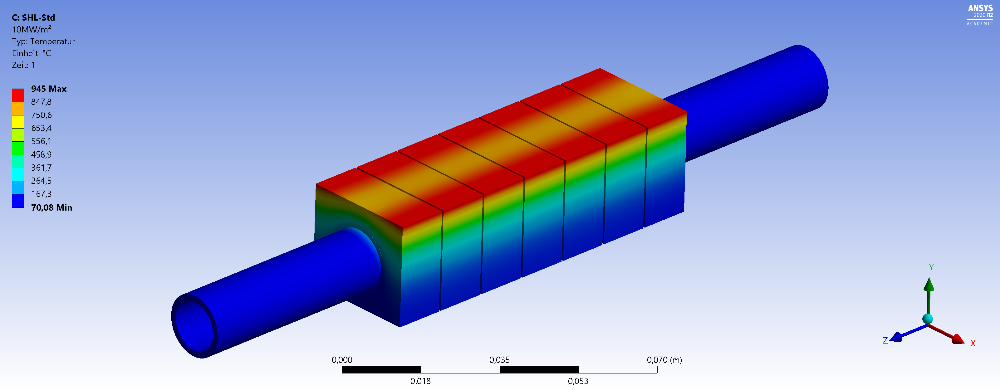 C: SHL-Std
10MW/m²
Typ: Temperatur
Einheit: °C
Zeit: 1
945 Max
847,8
750,6
653,4
556,1
458,9
361,7
264,5
167,3
70,08 Min
ANSYS
2020 R2
ACADEMIC
Y
Z
X
0,000 0,035 0,070 (m)
0,018 0,053